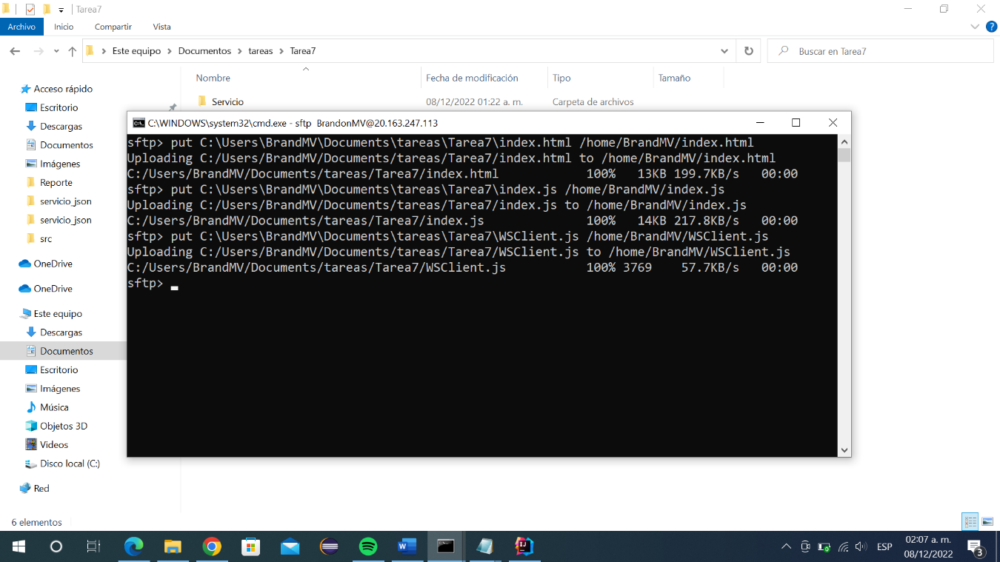 Tarea7
Archivo Inicio Compartir Vista
Este equipo > Documentos > tareas > Tarea7
Buscar en Tarea7
Nombre Fecha de modificación Tipo Tamaño
Servicio 08/12/2022 01:22 a. m. Carpeta de archivos
Acceso rápido
Escritorio
Descargas
Documentos
Imágenes
Reporte
servicio_json
servicio_json
src
OneDrive
OneDrive
Este equipo
Descargas
Documentos
Escritorio
Imágenes
Música
Objetos 3D
Videos
Disco local (C:)
Red
6 elementos
C:\WINDOWS\system32\cmd.exe - sftp BrandonMV@20.163.247.113
sftp> put C:\Users\BrandMV\Documents\tareas\Tarea7\index.html /home/BrandMV/index.html
Uploading C:/Users/BrandMV/Documents/tareas/Tarea7/index.html to /home/BrandMV/index.html
C:/Users/BrandMV/Documents/tareas/Tarea7/index.html 100% 13KB 199.7KB/s 00:00
sftp> put C:\Users\BrandMV\Documents\tareas\Tarea7\index.js /home/BrandMV/index.js
Uploading C:/Users/BrandMV/Documents/tareas/Tarea7/index.js to /home/BrandMV/index.js
C:/Users/BrandMV/Documents/tareas/Tarea7/index.js 100% 14KB 217.8KB/s 00:00
sftp> put C:\Users\BrandMV\Documents\tareas\Tarea7\WSClient.js /home/BrandMV/WSClient.js
Uploading C:/Users/BrandMV/Documents/tareas/Tarea7/WSClient.js to /home/BrandMV/WSClient.js
C:/Users/BrandMV/Documents/tareas/Tarea7/WSClient.js 100% 3769 57.7KB/s 00:00
sftp>
ESP
02:07 a. m.
08/12/2022
3